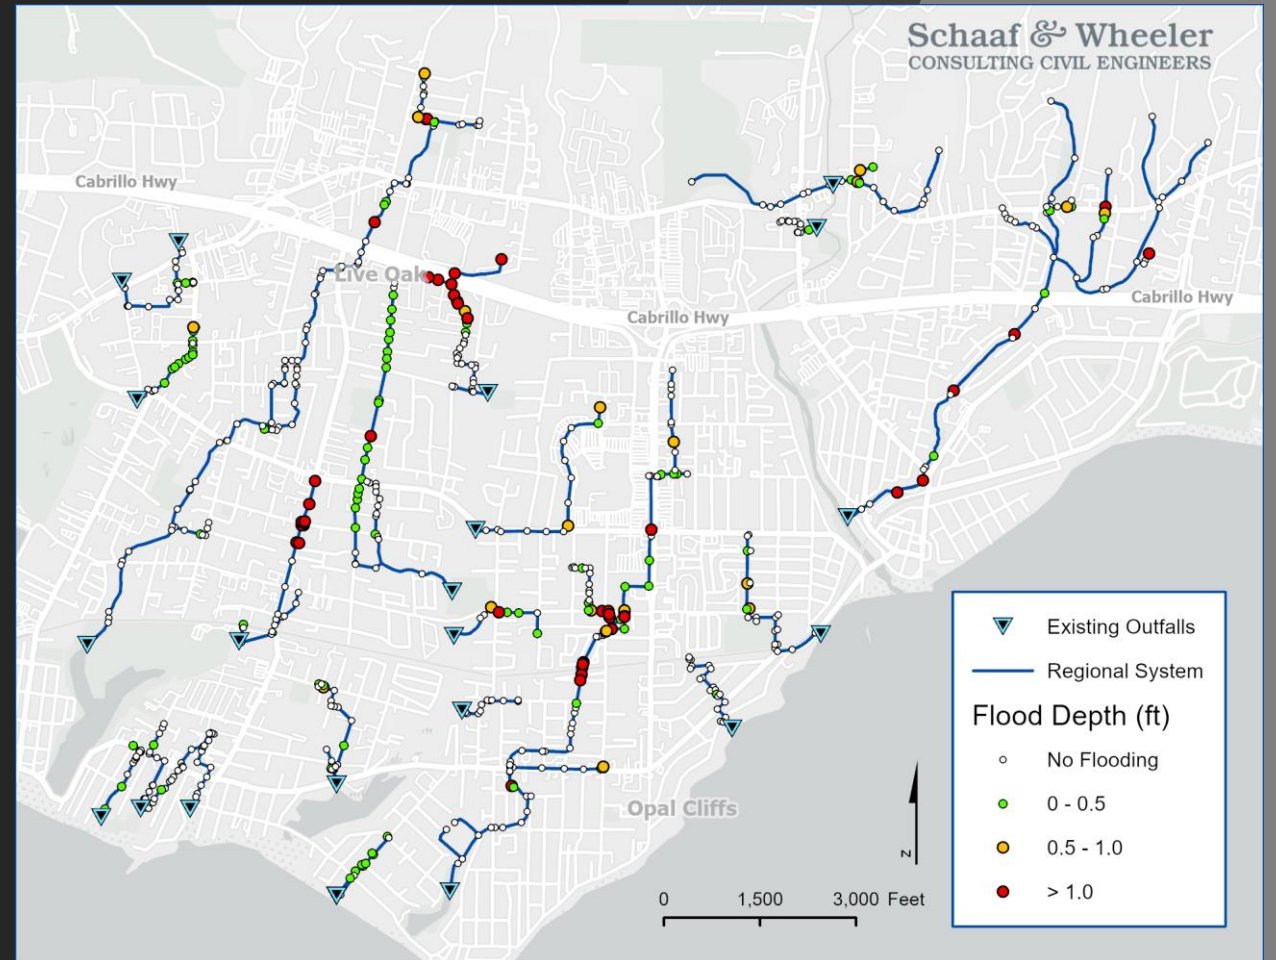 Schaaf & Wheeler
CONSULTING CIVIL ENGINEERS
Cabrillo Hwy
Live Oak
Cabrillo Hwy
Cabrillo Hwy
Existing Outfalls
Regional System
Flood Depth (ft)
No Flooding
0 - 0.5
0.5 - 1.0
> 1.0
Opal Cliffs
N
0 1,500 3,000 Feet